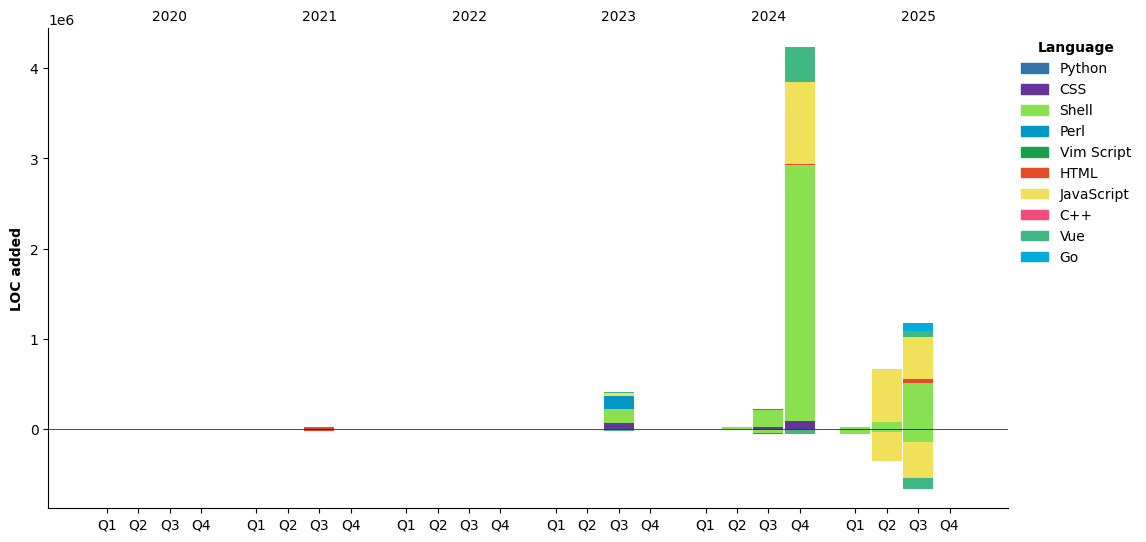 1e6
2020 2021 2022 2023 2024 2025
Language
Python
CSS
Shell
Perl
Vim Script
HTML
JavaScript
C++
Vue
Go
LOC added
4
3
2
1
0
Q1 Q2 Q3 Q4 Q1 Q2 Q3 Q4 Q1 Q2 Q3 Q4 Q1 Q2 Q3 Q4 Q1 Q2 Q3 Q4 Q1 Q2 Q3 Q4